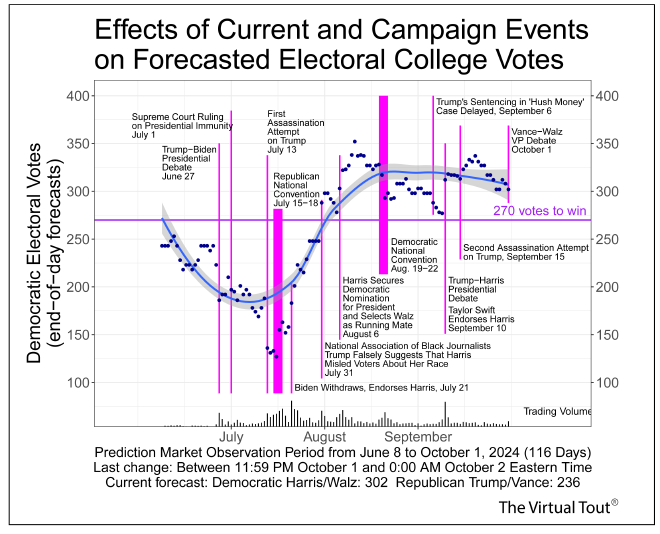 Effects of Current and Campaign Events
on Forecasted Electoral College Votes
Democratic Electoral Votes
(end−of−day forecasts)
400
350
300
250
200
150
100
400
350
300
250
200
150
100
Supreme Court Ruling
on Presidential Immunity
July 1
Trump−Biden
Presidential
Debate
June 27
First
Assassination
Attempt
on Trump
July 13
Republican
National
Convention
July 15−18
Trump's Sentencing in 'Hush Money'
Case Delayed, September 6
Vance−Walz
VP Debate
October 1
270 votes to win
Democratic
National
Convention
Aug. 19−22
Second Assassination Attempt
on Trump, September 15
Harris Secures
Democratic
Nomination
for President
and Selects Walz
as Running Mate
August 6
Trump−Harris
Presidential
Debate
Taylor Swift
Endorses Harris
September 10
National Association of Black Journalists
Trump Falsely Suggests That Harris
Misled Voters About Her Race
July 31
Biden Withdraws, Endorses Harris, July 21
Trading Volume
July
August
September
Prediction Market Observation Period from June 8 to October 1, 2024 (116 Days)
Last change: Between 11:59 PM October 1 and 0:00 AM October 2 Eastern Time
Current forecast: Democratic Harris/Walz: 302 Republican Trump/Vance: 236
The Virtual Tout®